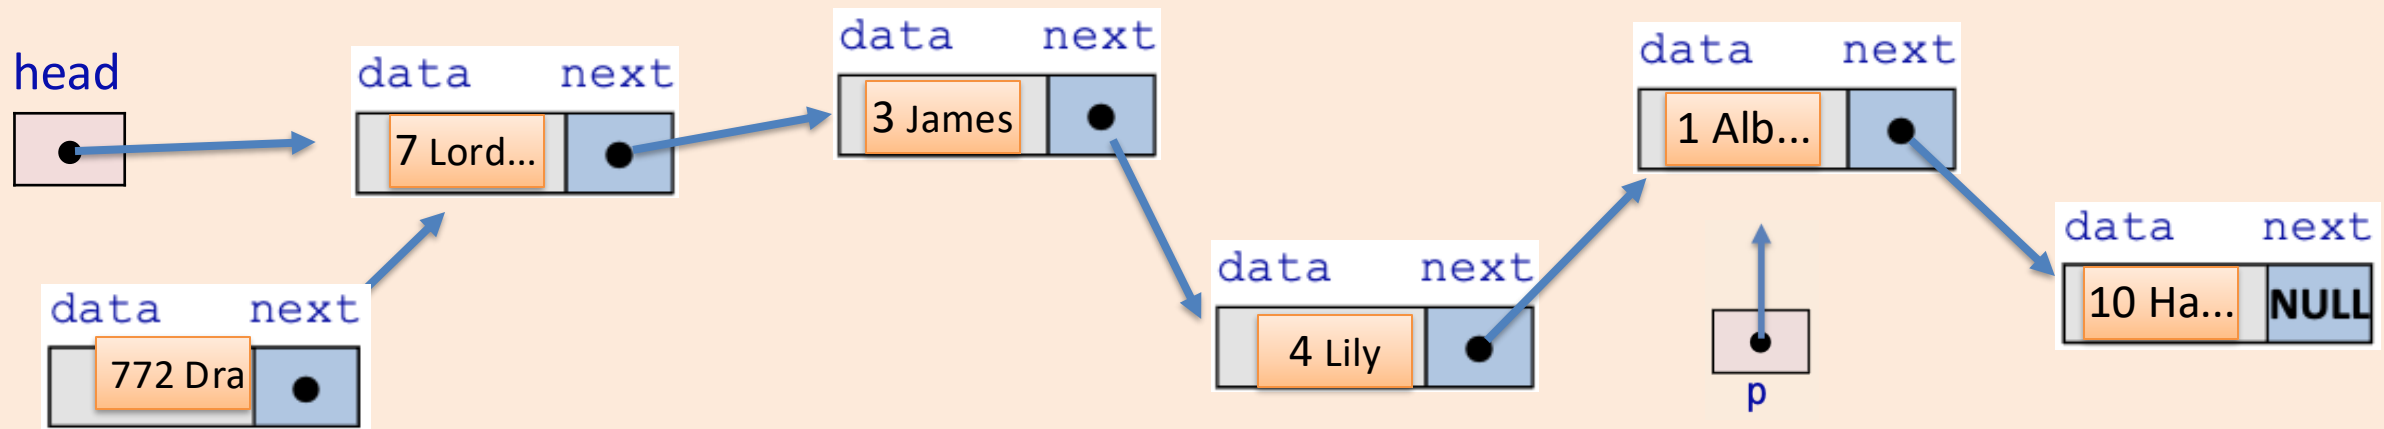 head
data next
7 Lord...
data next
3 James
data next
4 Lily
data next
1 Alb...
data next
10 Ha... NULL
data next
772 Dra
p